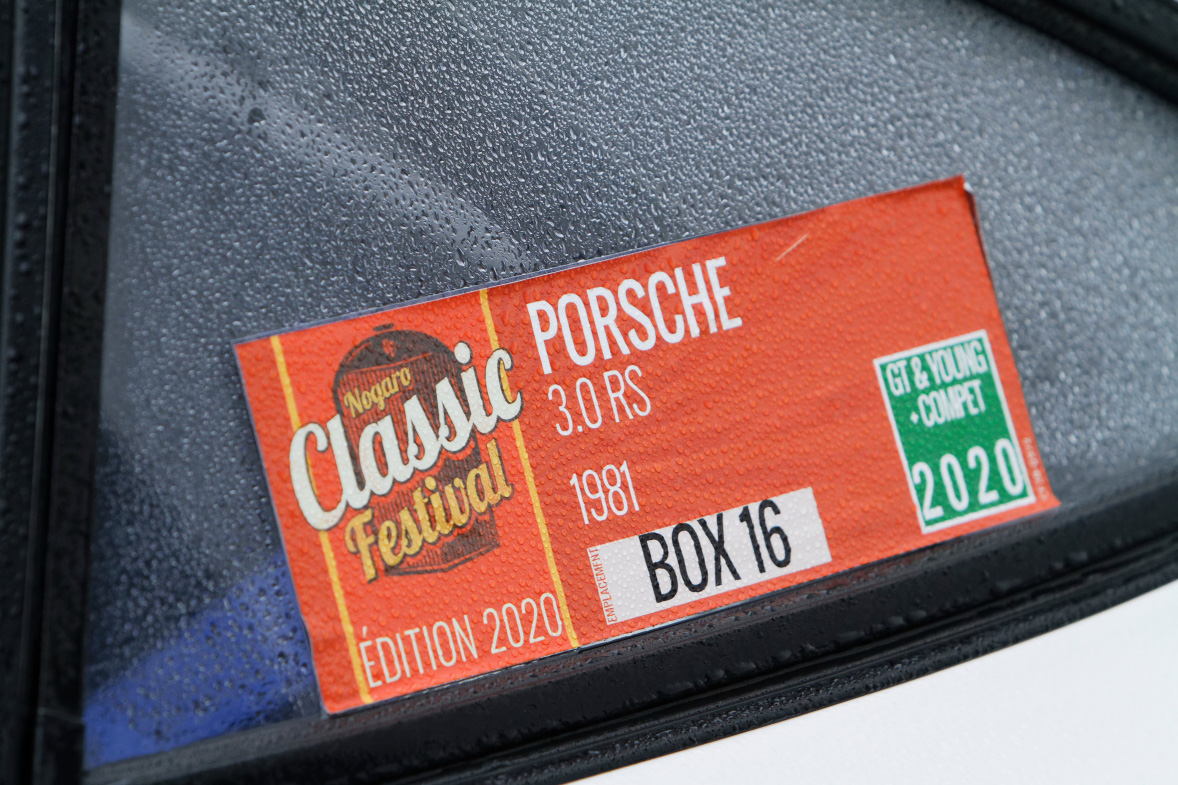 Nogaro
Classic
Festival
ÉDITION 2020
PORSCHE
3.0 RS
1981
EMPLACEMENT
BOX 16
GT & YOUNG
+COMPET
2020